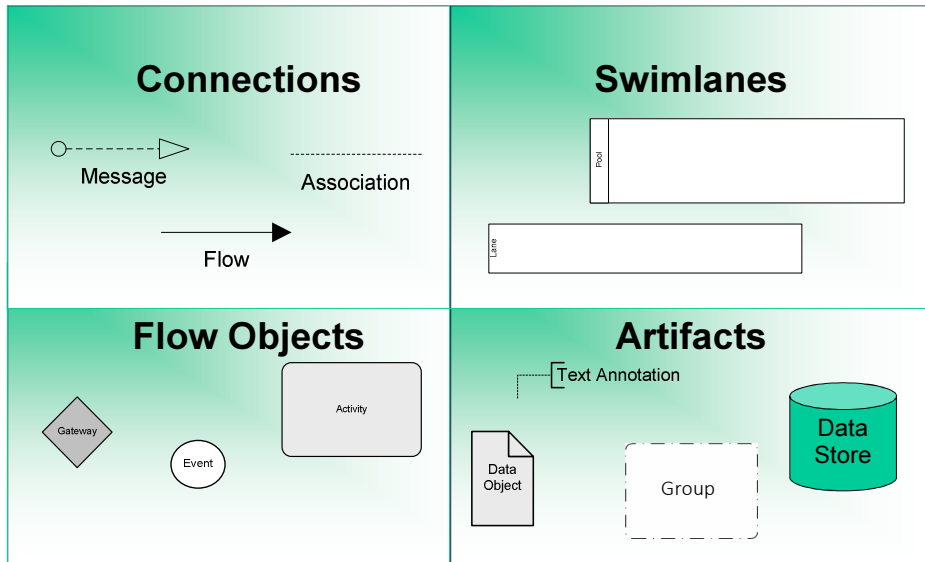 Connections
Message
Association
Flow
Swimlanes
Pool
Lane
Flow Objects
Gateway
Event
Activity
Artifacts
Text Annotation
Data
Object
Group
Data
Store